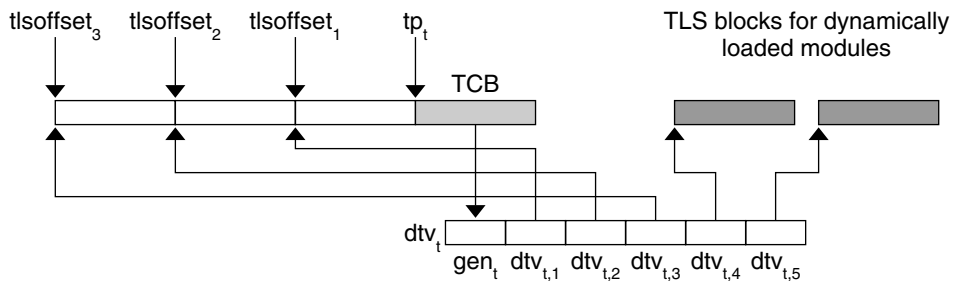 tlsoffset₃ tlsoffset₂ tlsoffset₁ tpₜ TLS blocks for dynamically
loaded modules
TCB
dtvₜ
genₜ dtvₜ,₁ dtvₜ,₂ dtvₜ,₃ dtvₜ,₄ dtvₜ,₅